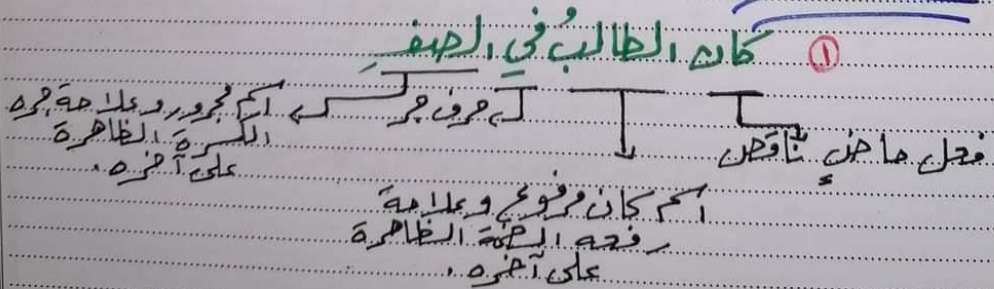 ① كان الطالبُ في الصفِ
فعل ماضٍ ناقص
اسم كان مرفوع وعلامة
رفعه الضمة الظاهرة
على آخره.
حرف جر
اسم مجرور وعلامة جره
الكسرة الظاهرة
على آخره.